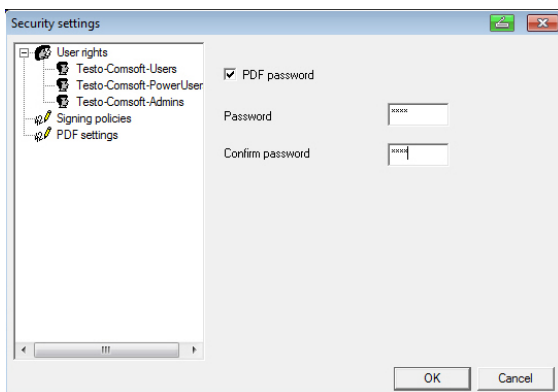 Security settings
User rights
Testo-Comsoft-Users
Testo-Comsoft-PowerUser
Testo-Comsoft-Admins
Signing policies
PDF settings
PDF password
Password
××××
Confirm password
××××
OK
Cancel